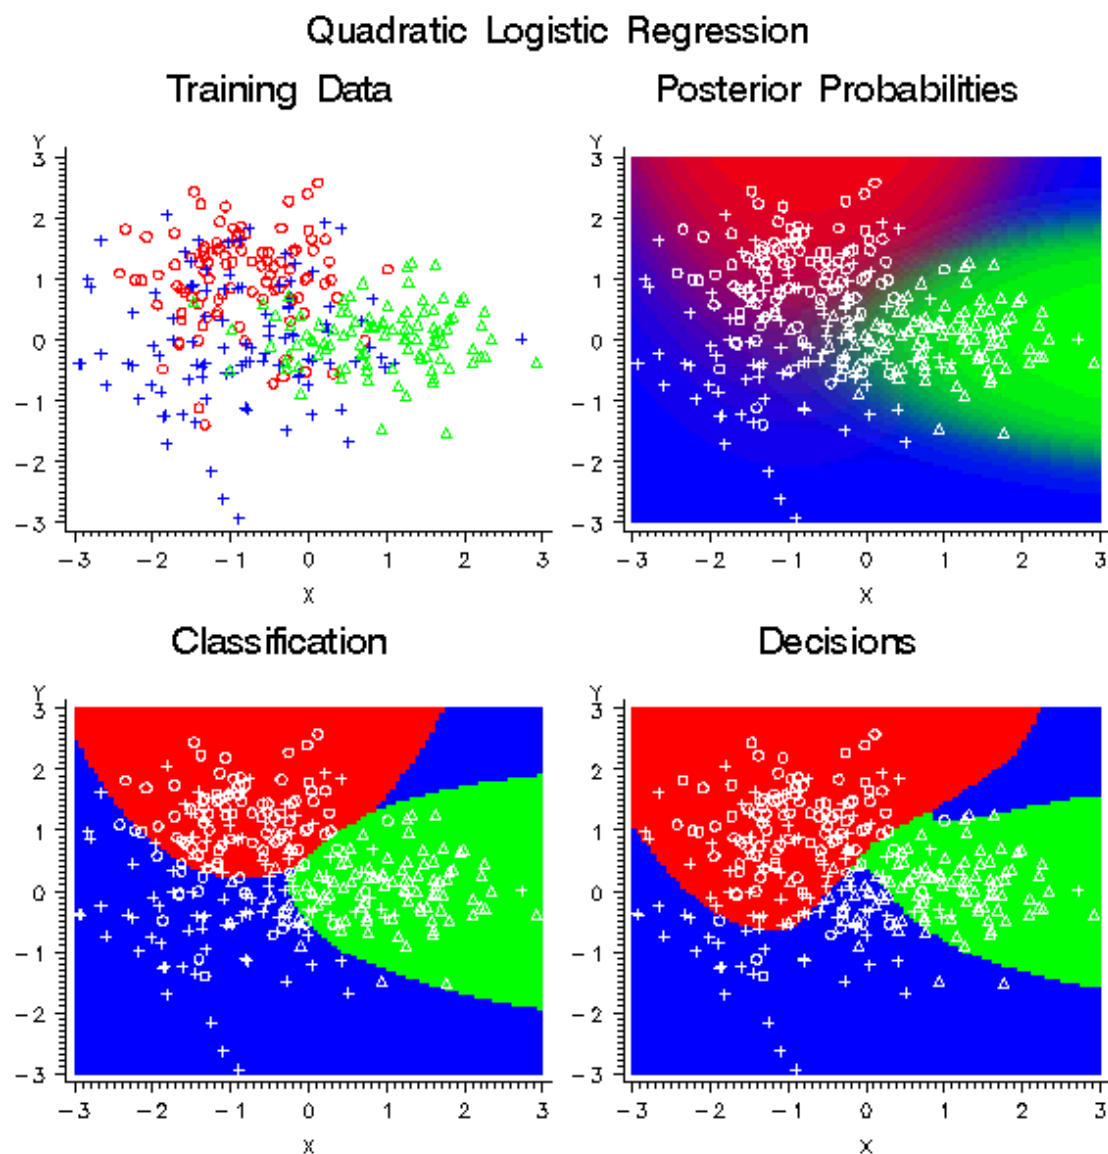 Quadratic Logistic Regression
Training Data
Posterior Probabilities
Y
3
2
1
0
-1
-2
-3
-3 -2 -1 0 1 2 3
X
Y
3
2
1
0
-1
-2
-3
-3 -2 -1 0 1 2 3
X
Classification
Decisions
Y
3
2
1
0
-1
-2
-3
-3 -2 -1 0 1 2 3
X
Y
3
2
1
0
-1
-2
-3
-3 -2 -1 0 1 2 3
X